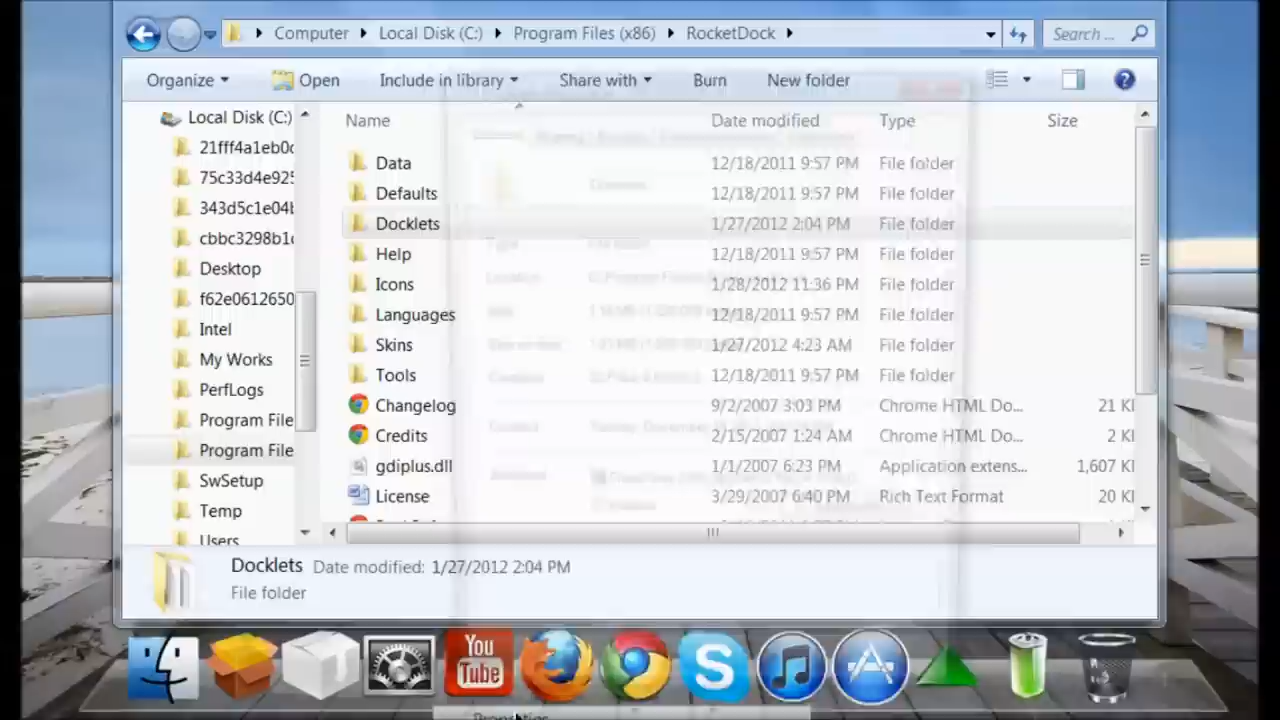 Computer Local Disk (C:) Program Files (x86) RocketDock Search ...
Organize Open Include in library Share with Burn New folder
Local Disk (C:)
21fff4a1eb0c
75c33d4e925
343d5c1e04b
cbbc3298b1c
Desktop
f62e0612650
Intel
My Works
PerfLogs
Program File
Program File
SwSetup
Temp
Users
Name Date modified Type Size
Data 12/18/2011 9:57 PM File folder
Defaults 12/18/2011 9:57 PM File folder
Docklets 1/27/2012 2:04 PM File folder
Help 12/18/2011 9:57 PM File folder
Icons 1/28/2012 11:36 PM File folder
Languages 12/18/2011 9:57 PM File folder
Skins 1/27/2012 4:23 AM File folder
Tools 12/18/2011 9:57 PM File folder
Changelog 9/2/2007 3:03 PM Chrome HTML Do... 21 K
Credits 2/15/2007 1:24 AM Chrome HTML Do... 2 K
gdiplus.dll 1/1/2007 6:23 PM Application extens... 1,607 K
License 3/29/2007 6:40 PM Rich Text Format 20 K
Docklets Date modified: 1/27/2012 2:04 PM
File folder
You
Tube
Properties